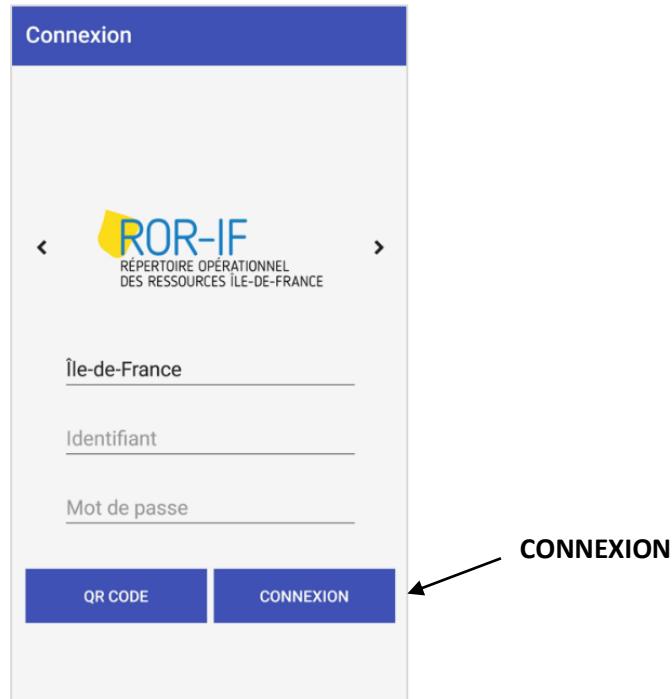 Connexion
ROR-IF
RÉPERTOIRE OPÉRATIONNEL
DES RESSOURCES ÎLE-DE-FRANCE
Île-de-France
Identifiant
Mot de passe
CONNEXION
QR CODE
CONNEXION